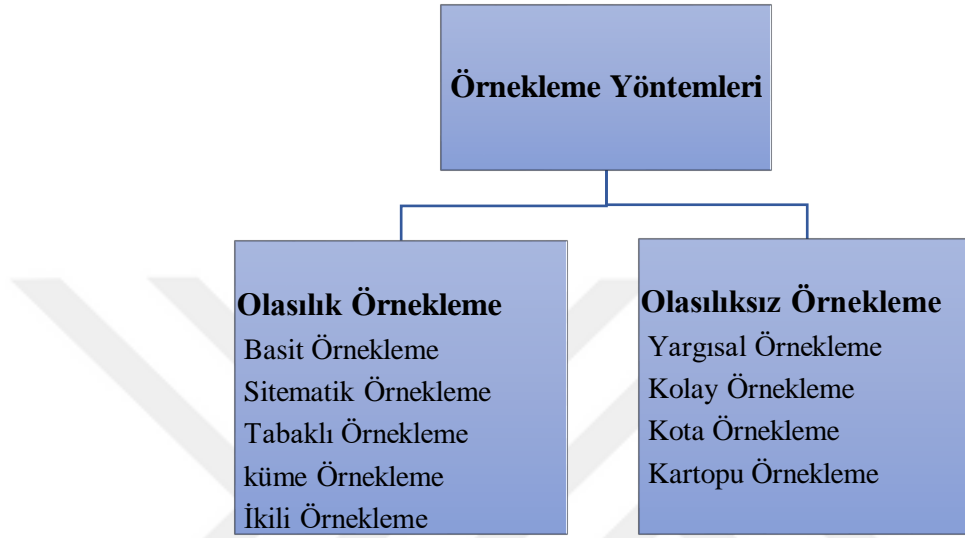 Örnekleme Yöntemleri
Olasılık Örnekleme
Basit Örnekleme
Sitematik Örnekleme
Tabaklı Örnekleme
küme Örnekleme
İkili Örnekleme
Olasılıksız Örnekleme
Yargısal Örnekleme
Kolay Örnekleme
Kota Örnekleme
Kartopu Örnekleme